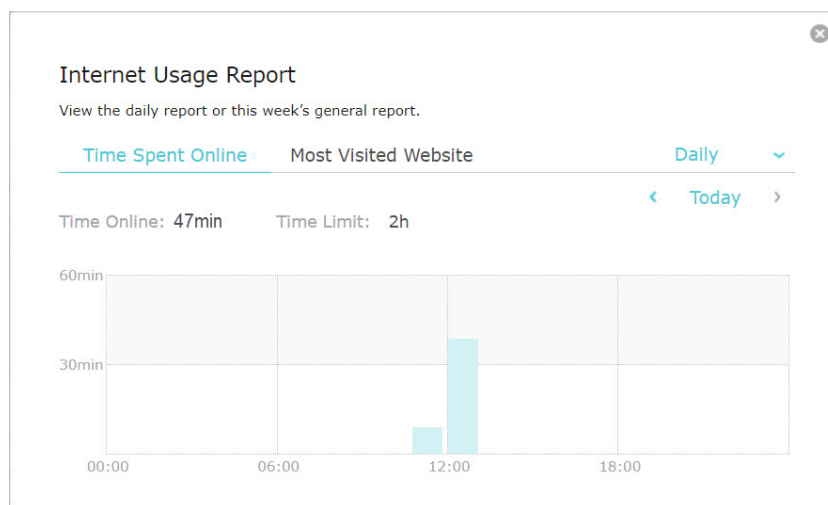 Internet Usage Report
View the daily report or this week's general report.
Time Spent Online Most Visited Website Daily
Today
Time Online: 47min Time Limit: 2h
60min
30min
00:00 06:00 12:00 18:00